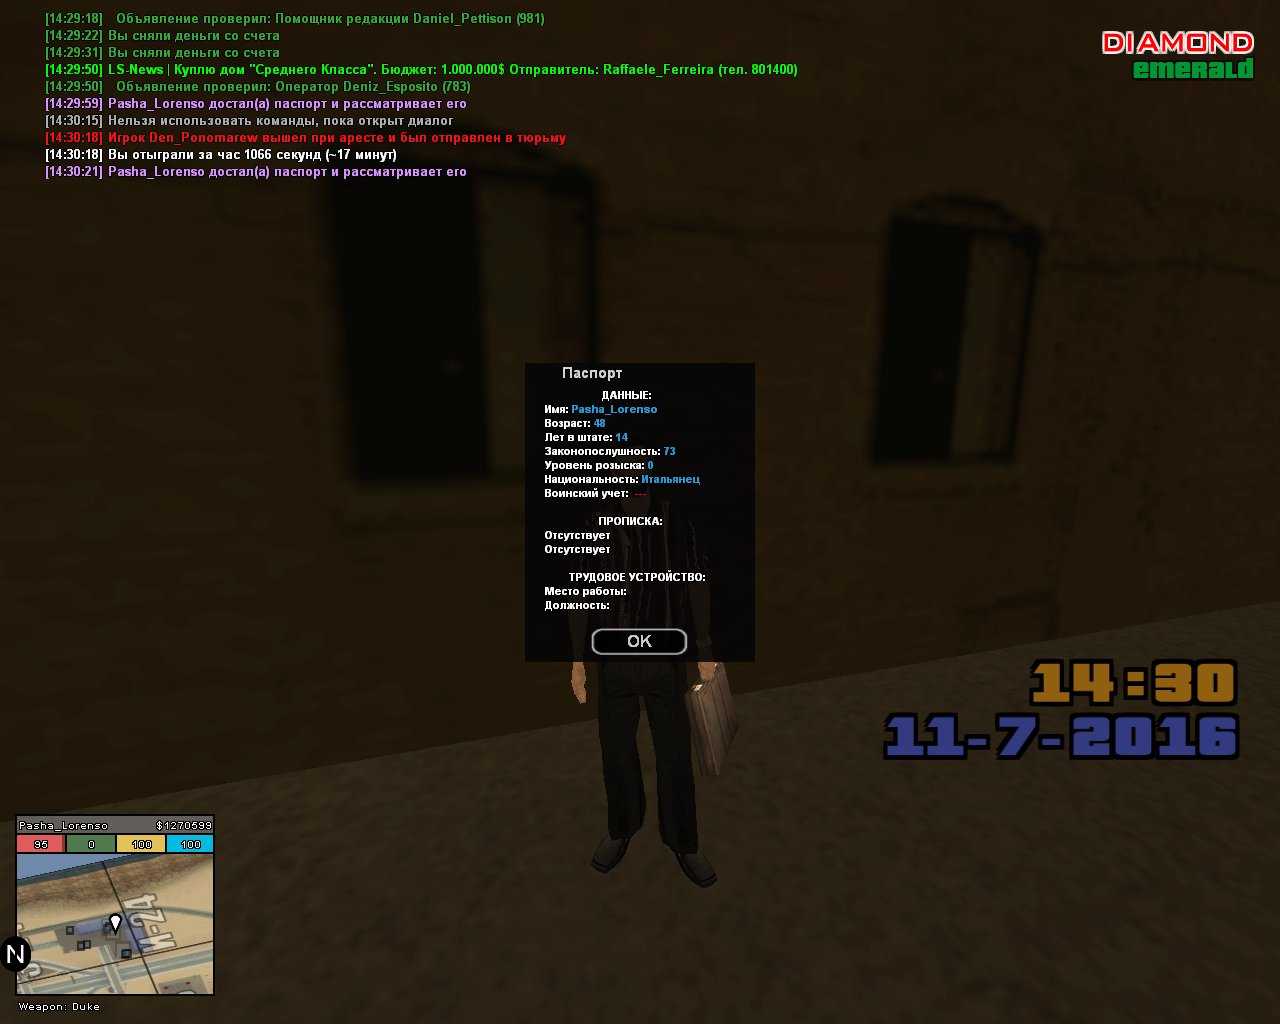 [14:29:18] Объявление проверил: Помощник редакции Daniel_Pettison (981)
[14:29:22] Вы сняли деньги со счета
[14:29:31] Вы сняли деньги со счета
[14:29:50] LS-News | Куплю дом "Среднего Класса". Бюджет: 1.000.000$ Отправитель: Raffaele_Ferreira (тел. 801400)
[14:29:50] Объявление проверил: Оператор Deniz_Esposito (783)
[14:29:59] Pasha_Lorenso достал(а) паспорт и рассматривает его
[14:30:15] Нельзя использовать команды, пока открыт диалог
[14:30:18] Игрок Den_Ponomarew вышел при аресте и был отправлен в тюрьму
[14:30:18] Вы отыграли за час 1066 секунд (~17 минут)
[14:30:21] Pasha_Lorenso достал(а) паспорт и рассматривает его
DIAMOND
emerald
Паспорт
ДАННЫЕ:
Имя: Pasha_Lorenso
Возраст: 48
Лет в штате: 14
Законопослушность: 73
Уровень розыска: 0
Национальность: Итальянец
Воинский учет: ---
ПРОПИСКА:
Отсутствует
Отсутствует
ТРУДОВОЕ УСТРОЙСТВО:
Место работы:
Должность:
OK
14:30
11-7-2016
Pasha_Lorenso $1270599
95 0 100 100
N
Weapon: Duke